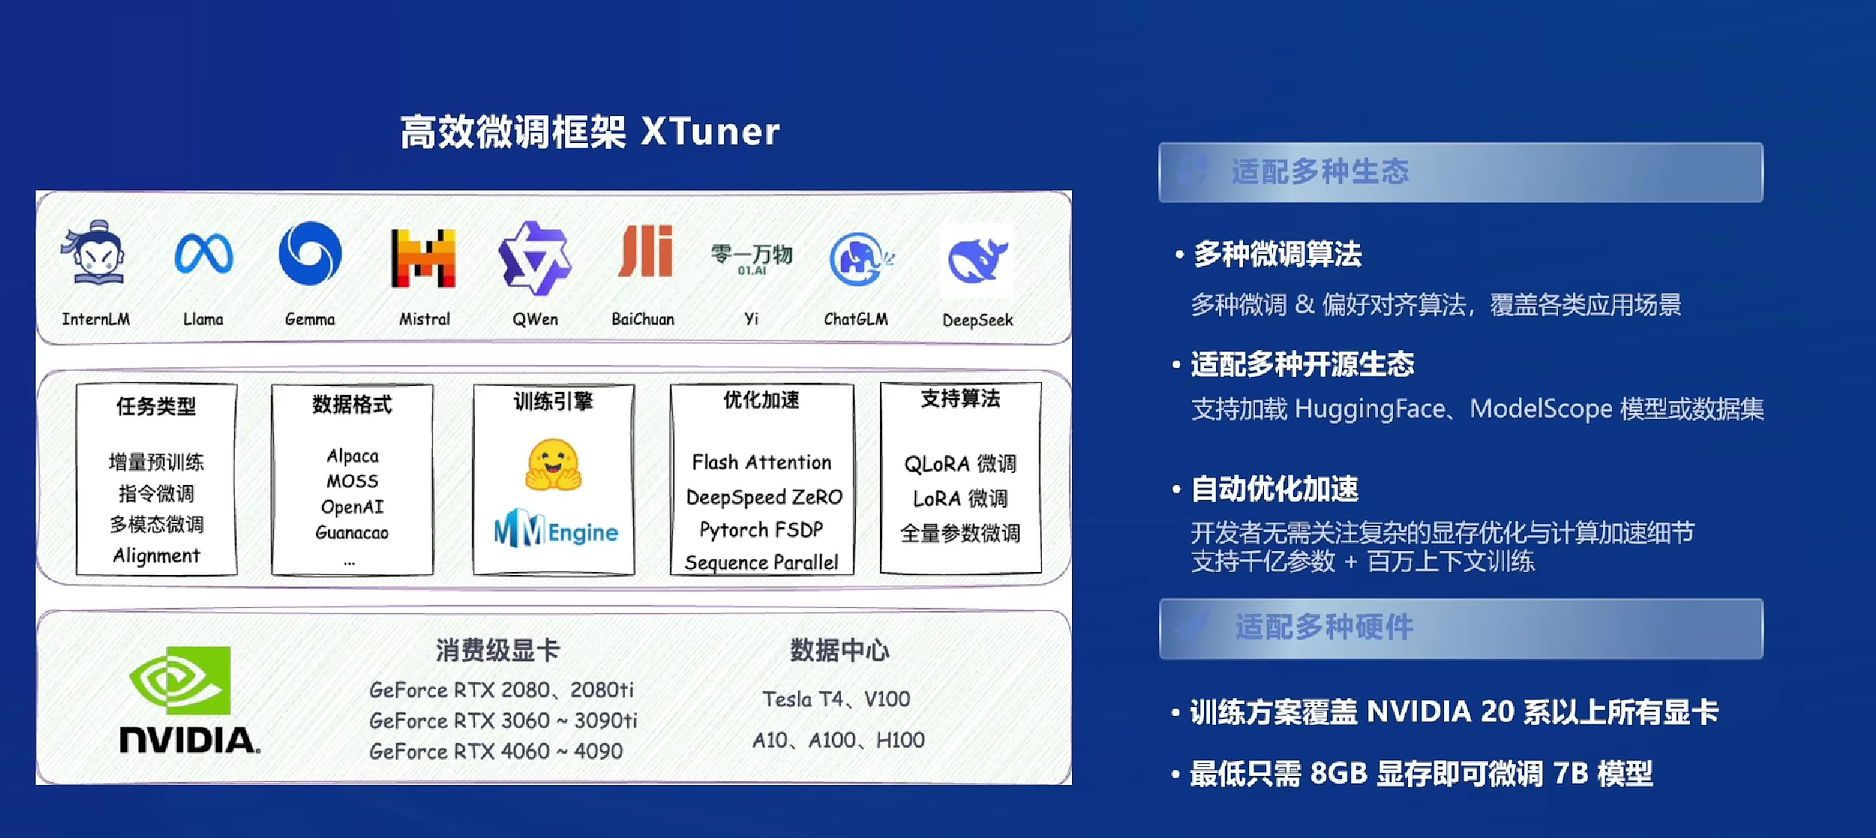 高效微调框架 XTuner
零一万物
01.AI
InternLM
Llama
Gemma
Mistral
QWen
BaiChuan
Yi
ChatGLM
DeepSeek
任务类型
增量预训练
指令微调
多模态微调
Alignment
数据格式
Alpaca
MOSS
OpenAI
Guanacao
...
训练引擎
MMEngine
优化加速
Flash Attention
DeepSpeed ZeRO
Pytorch FSDP
Sequence Parallel
支持算法
QLoRA 微调
LoRA 微调
全量参数微调
NVIDIA.
消费级显卡
GeForce RTX 2080、2080ti
GeForce RTX 3060 ~ 3090ti
GeForce RTX 4060 ~ 4090
数据中心
Tesla T4、V100
A10、A100、H100
适配多种生态
• 多种微调算法
多种微调 & 偏好对齐算法，覆盖各类应用场景
• 适配多种开源生态
支持加载 HuggingFace、ModelScope 模型或数据集
• 自动优化加速
开发者无需关注复杂的显存优化与计算加速细节
支持千亿参数 + 百万上下文训练
适配多种硬件
• 训练方案覆盖 NVIDIA 20 系以上所有显卡
• 最低只需 8GB 显存即可微调 7B 模型